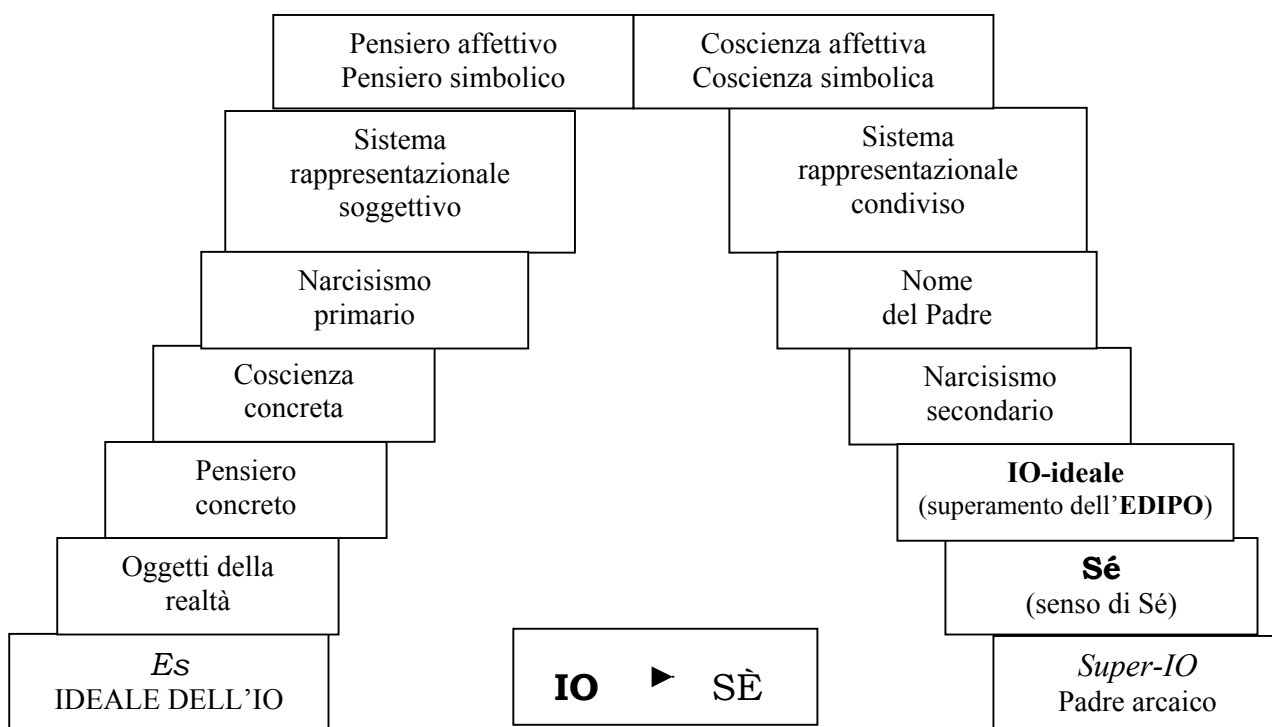 Pensiero affettivo
Pensiero simbolico
Coscienza affettiva
Coscienza simbolica
Sistema
rappresentazionale
soggettivo
Sistema
rappresentazionale
condiviso
Narcisismo
primario
Nome
del Padre
Coscienza
concreta
Narcisismo
secondario
Pensiero
concreto
IO-ideale
(superamento dell’EDIPO)
Oggetti della
realtà
Sé
(senso di Sé)
Es
IDEALE DELL’IO
IO ► SÈ
Super-IO
Padre arcaico